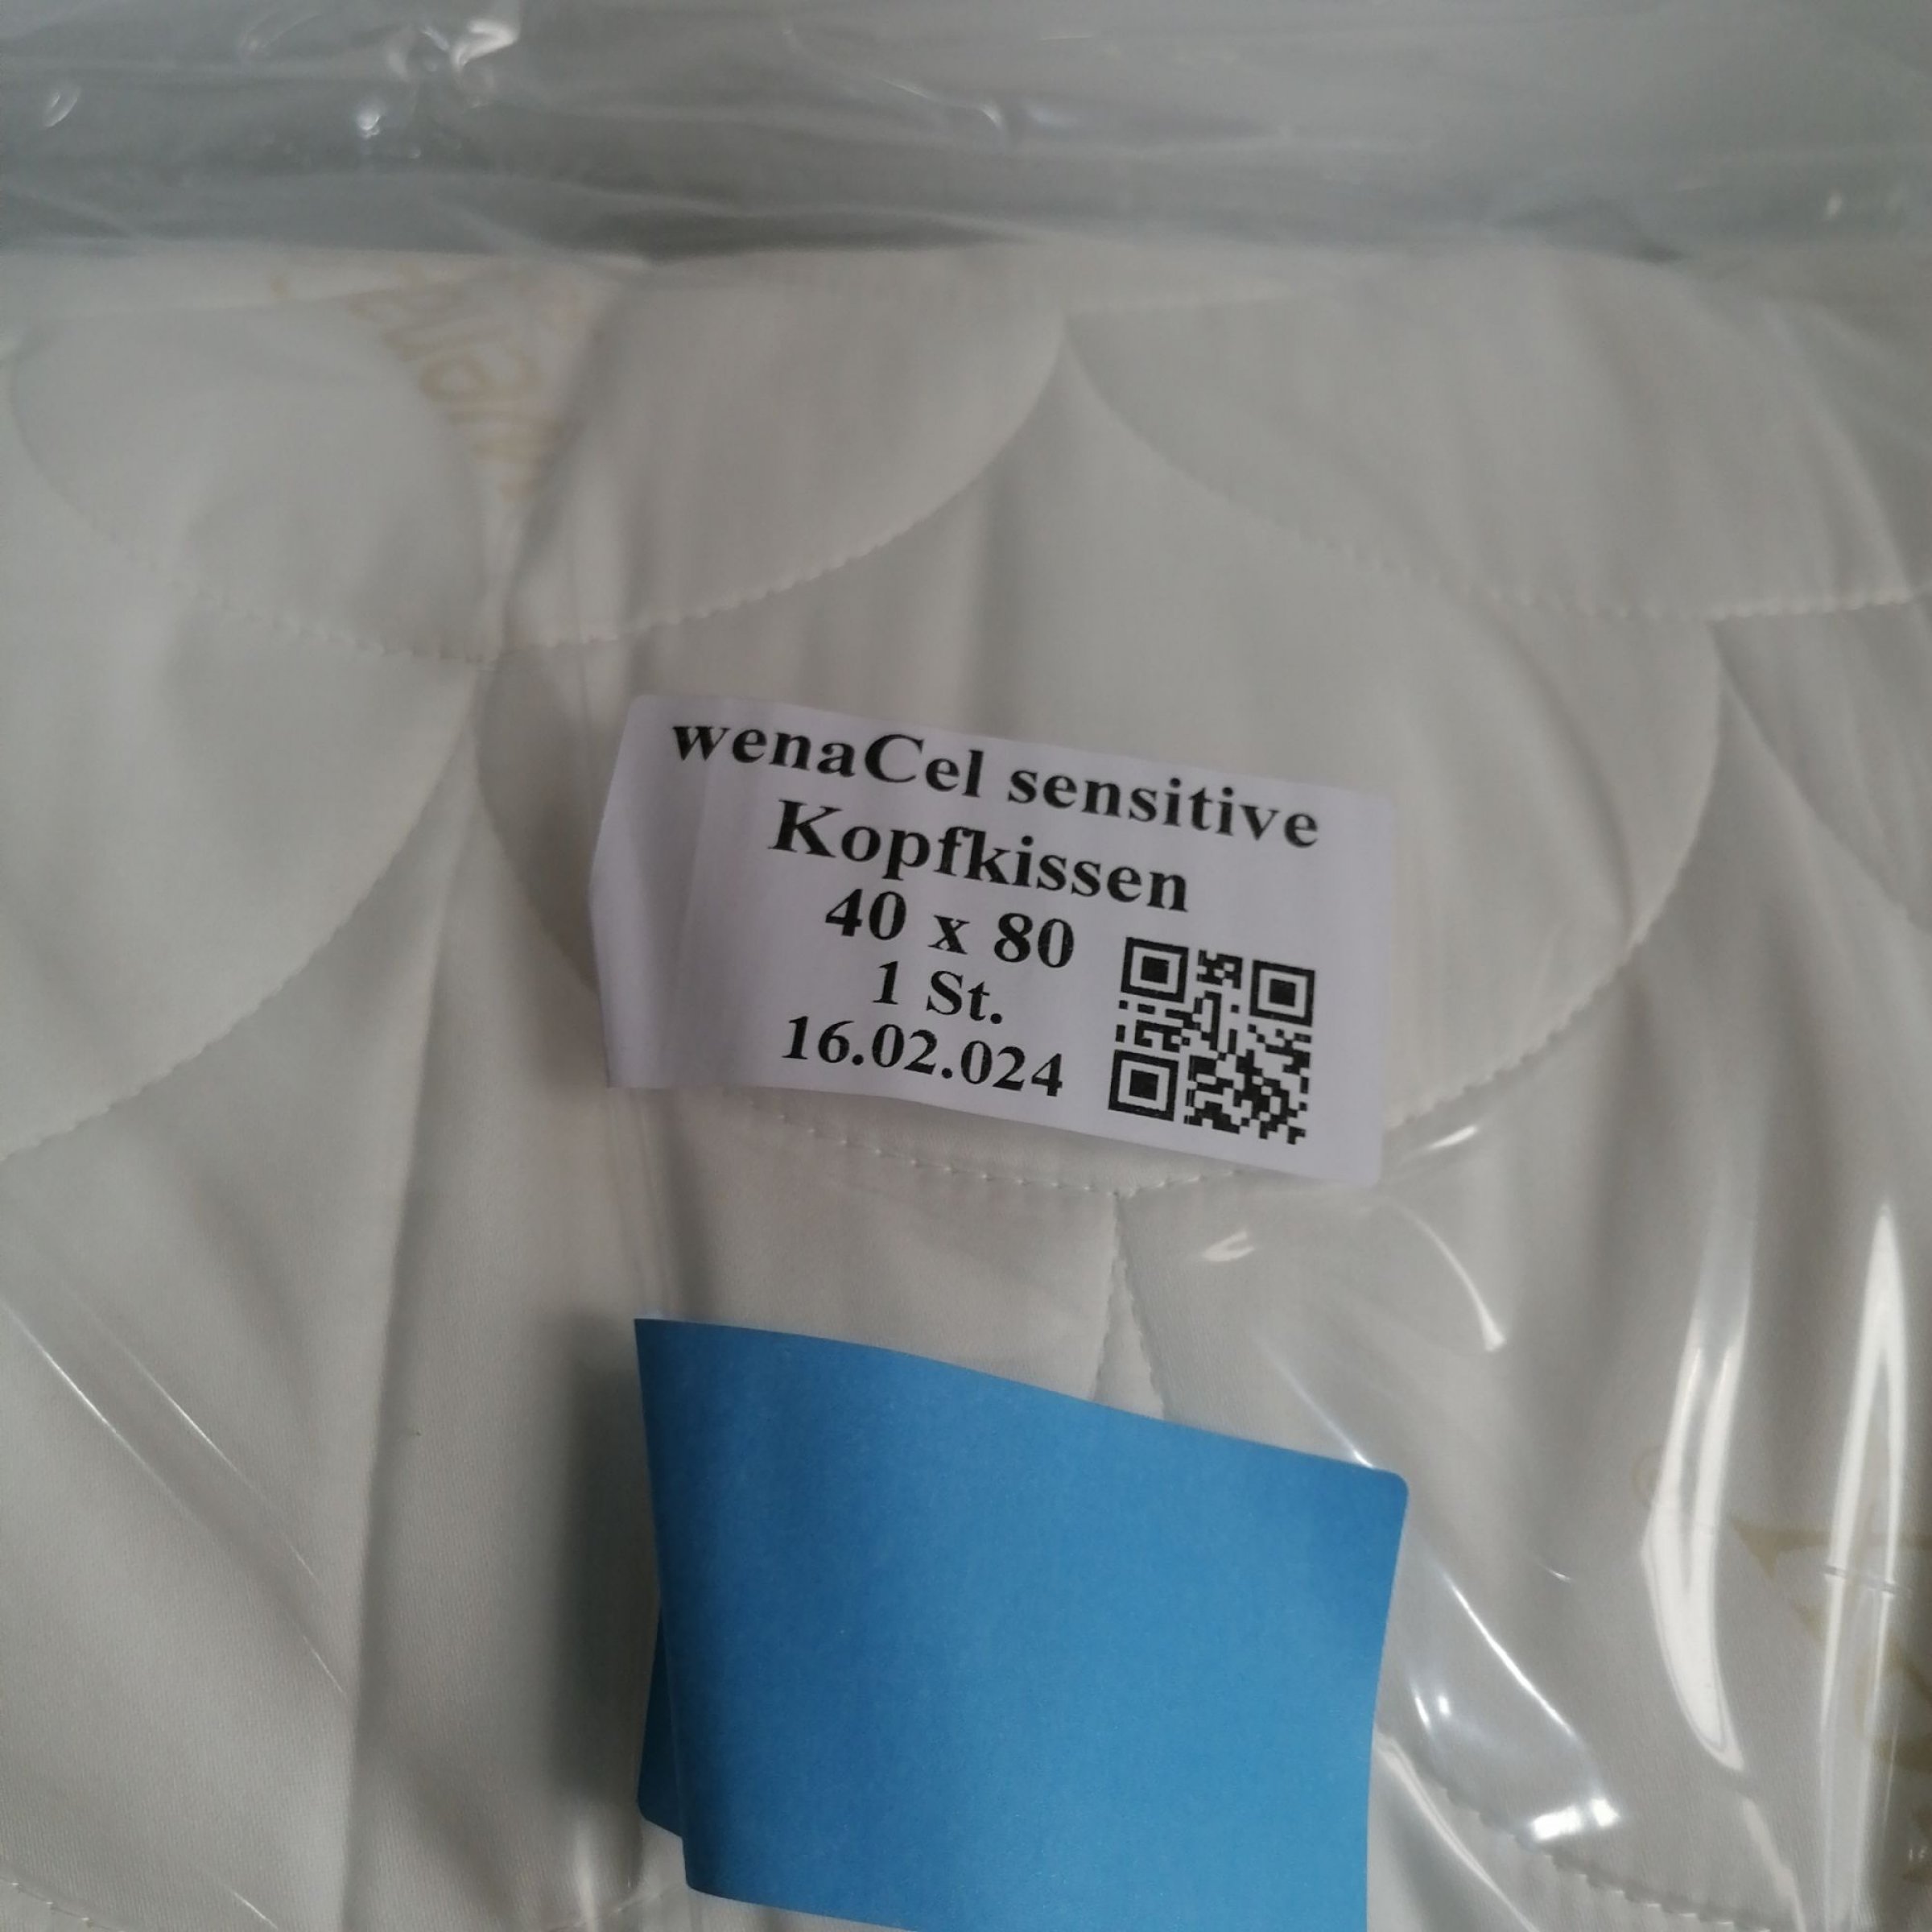 wenaCel sensitive
Kopfkissen
40 x 80
1 St.
16.02.024